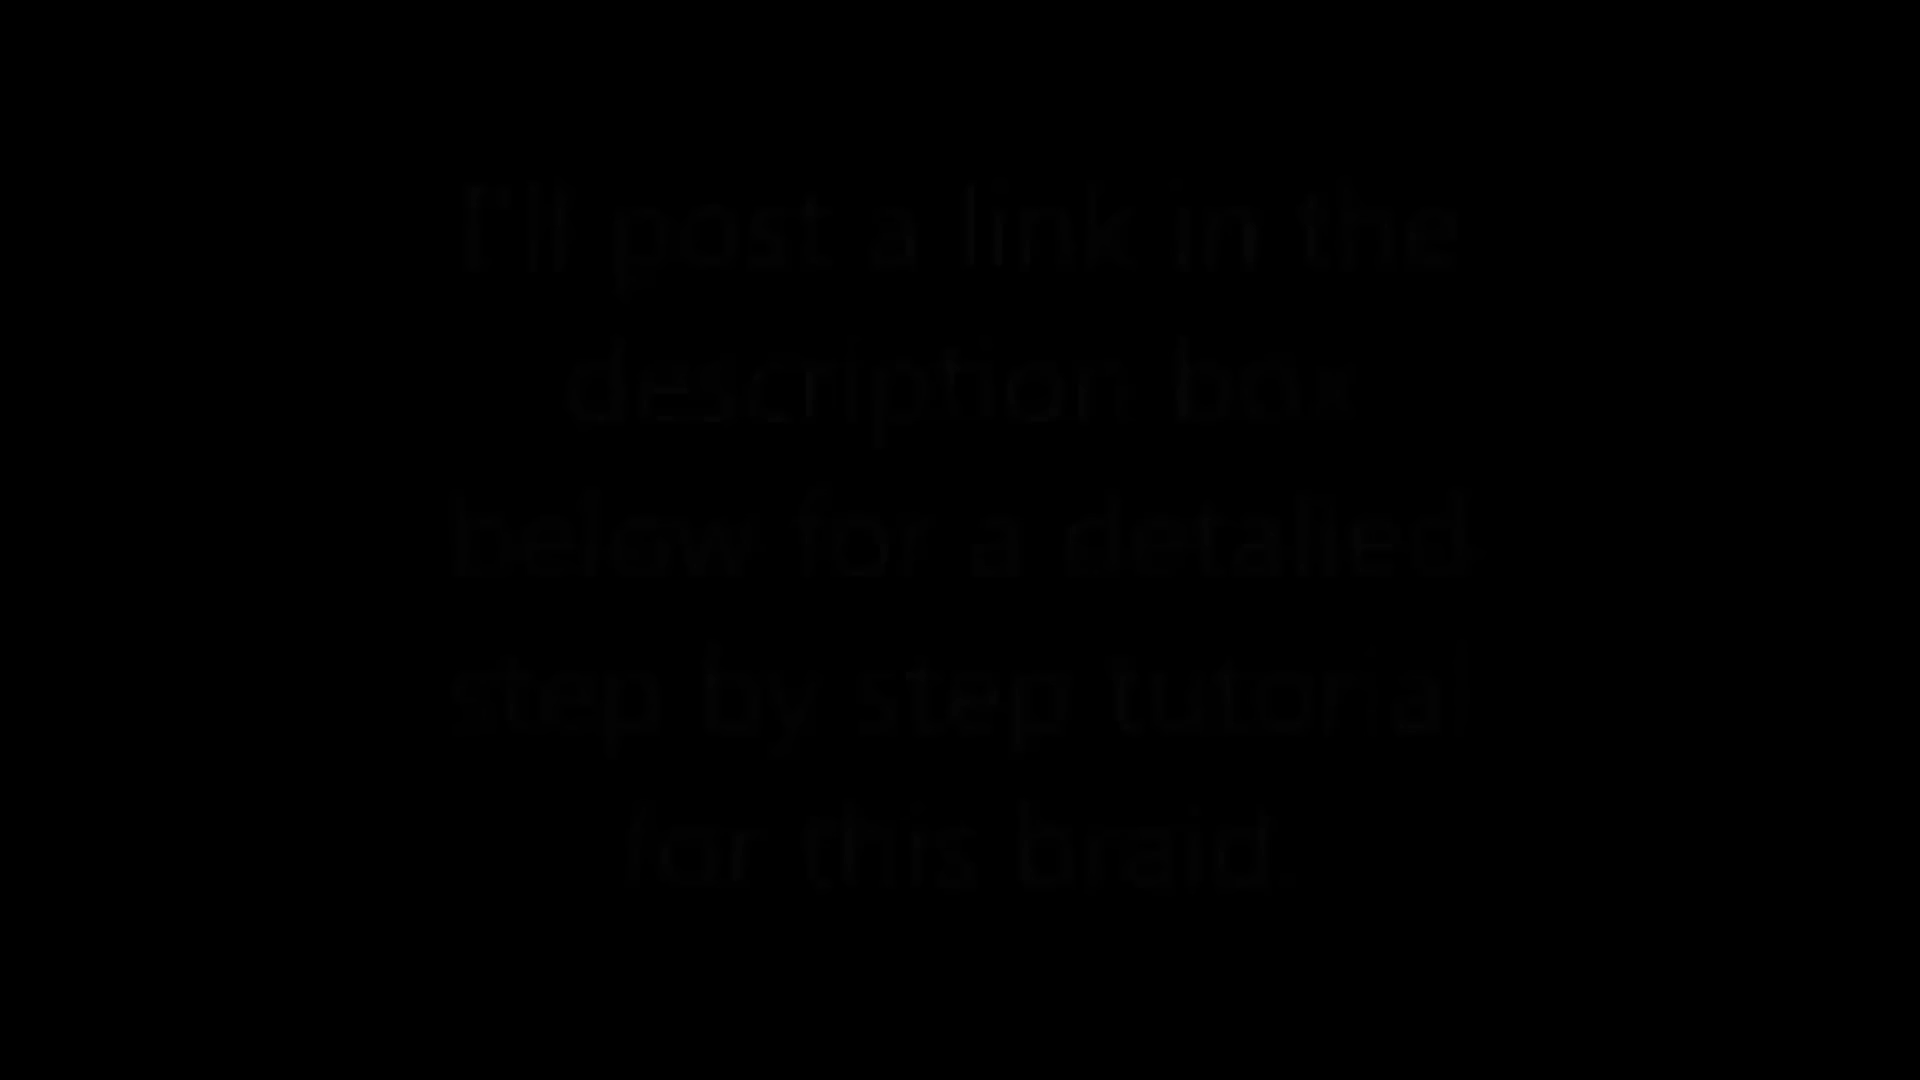 I'll post a link in the
description box
below for a detailed
step by step tutorial
for this braid.